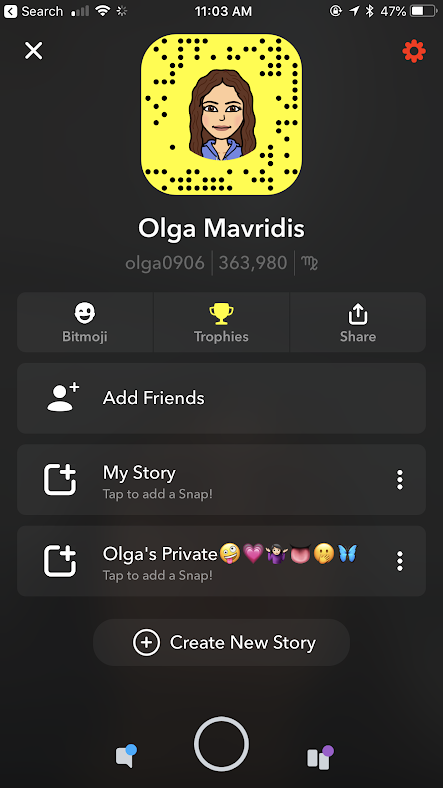 Search 11:03 AM 47%
Olga Mavridis
olga0906 | 363,980 | ♍︎
Bitmoji Trophies Share
Add Friends
My Story
Tap to add a Snap!
Olga's Private🤪💗🤷🏻‍♀️👅🤭🦋
Tap to add a Snap!
Create New Story